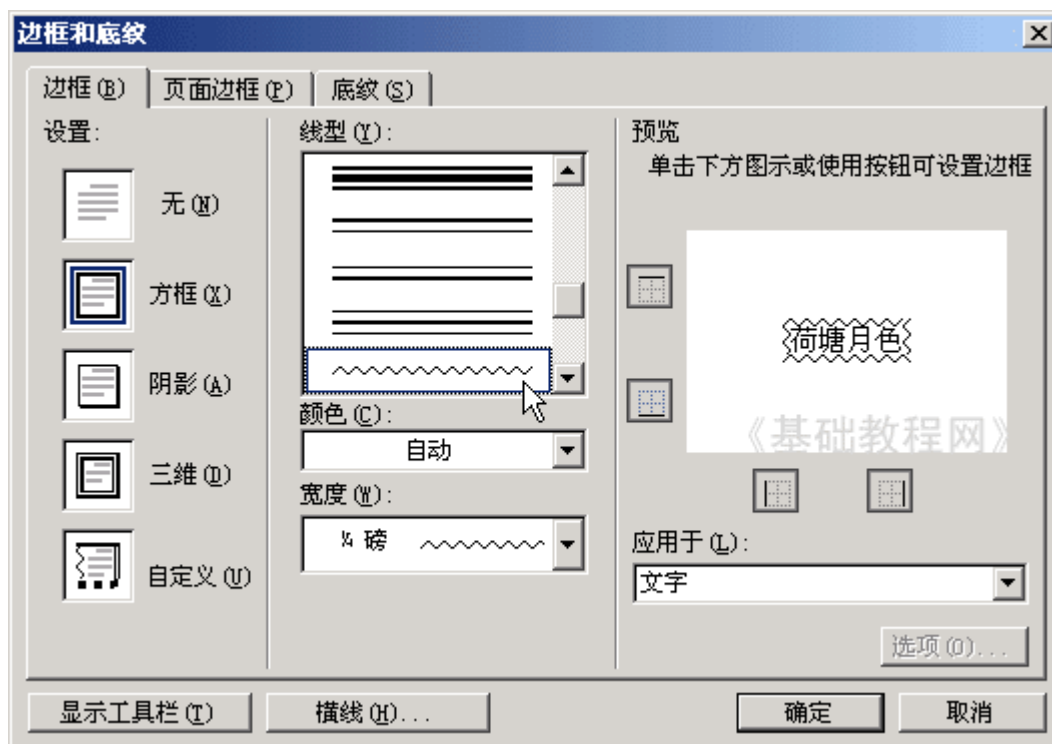 边框和底纹
边框(B) 页面边框(P) 底纹(S)
设置:
无(N)
方框(X)
阴影(A)
三维(D)
自定义(U)
线型(Y):
颜色(C):
自动
宽度(W):
¼ 磅
预览
单击下方图示或使用按钮可设置边框
荷塘月色
《基础教程网》
应用于(L):
文字
选项(O)...
显示工具栏(T) 横线(H)... 确定 取消